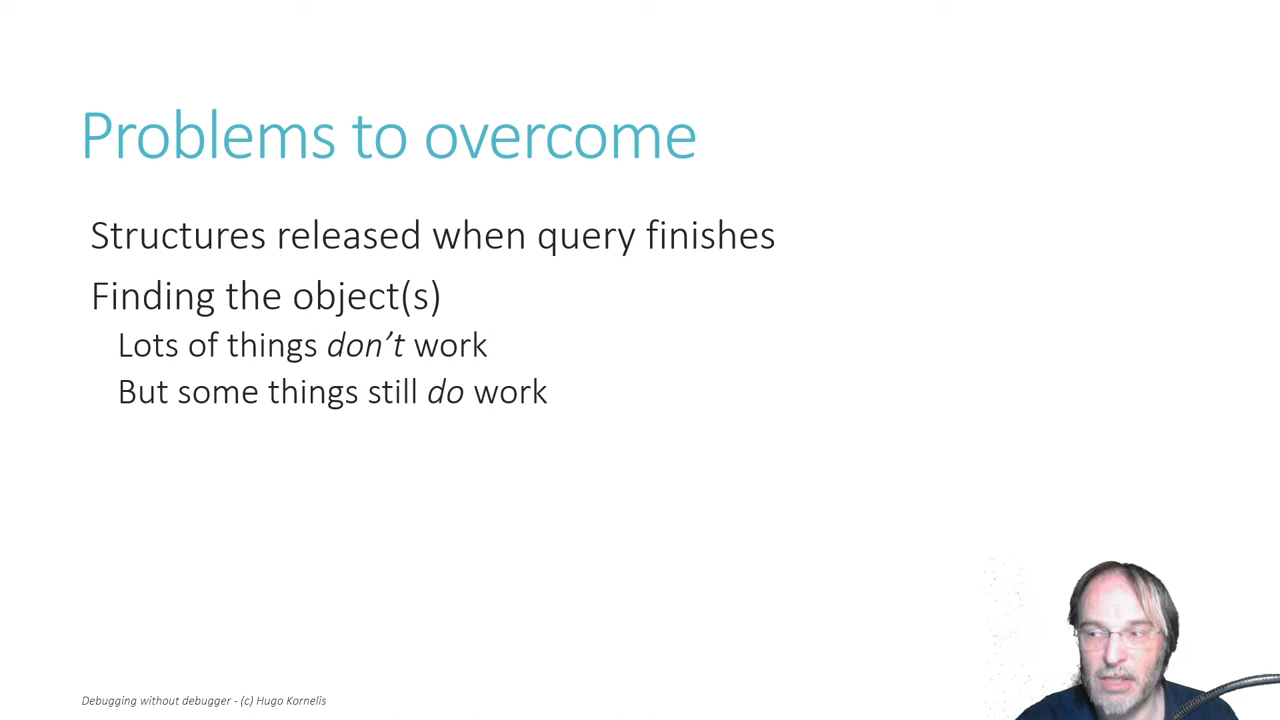 Problems to overcome
Structures released when query finishes
Finding the object(s)
Lots of things don’t work
But some things still do work
Debugging without debugger - (c) Hugo Kornelis